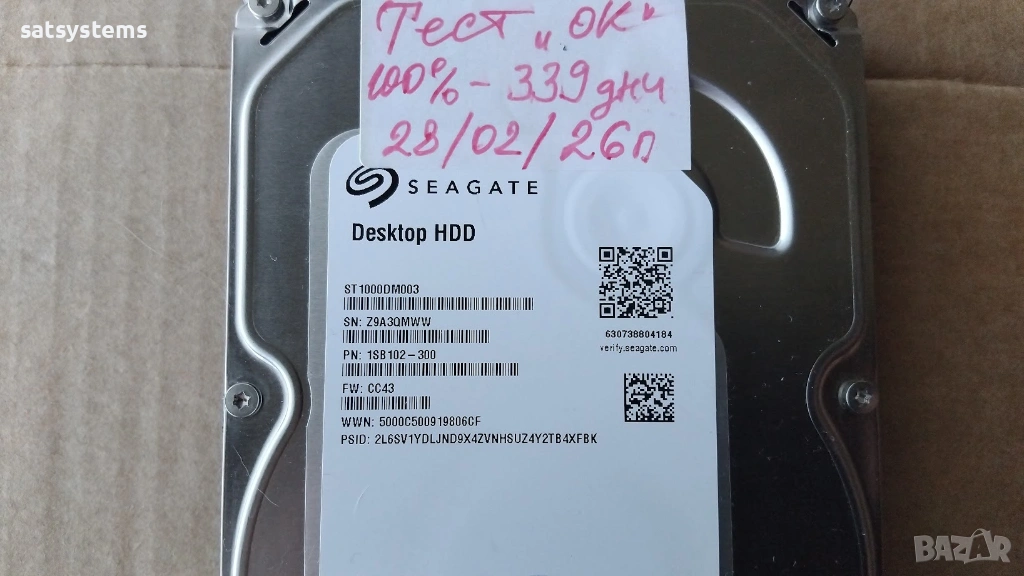 satsystems
Тест „ОК“
100% - 339 дни
28/02/26г
SEAGATE
Desktop HDD
ST1000DM003
SN: Z9A3QMWW
PN: 1SB102-300
FW: CC43
WWN: 5000C500919806CF
PSID: 2L6SV1YDLJND9X4ZVNHSUZ4Y2TB4XFBK
630738804184
verify.seagate.com
BAZAR